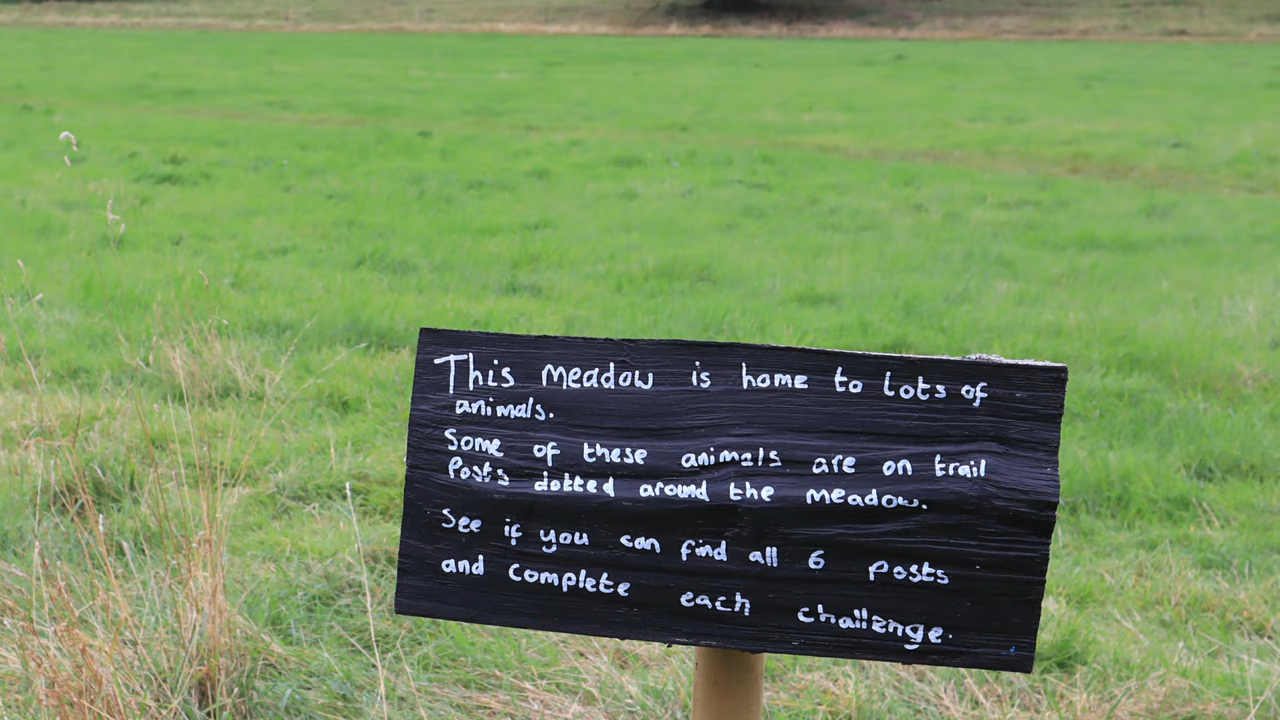 This meadow is home to lots of
animals.
Some of these animals are on trail
Posts dotted around the meadow.
See if you can find all 6 posts
and complete each challenge.